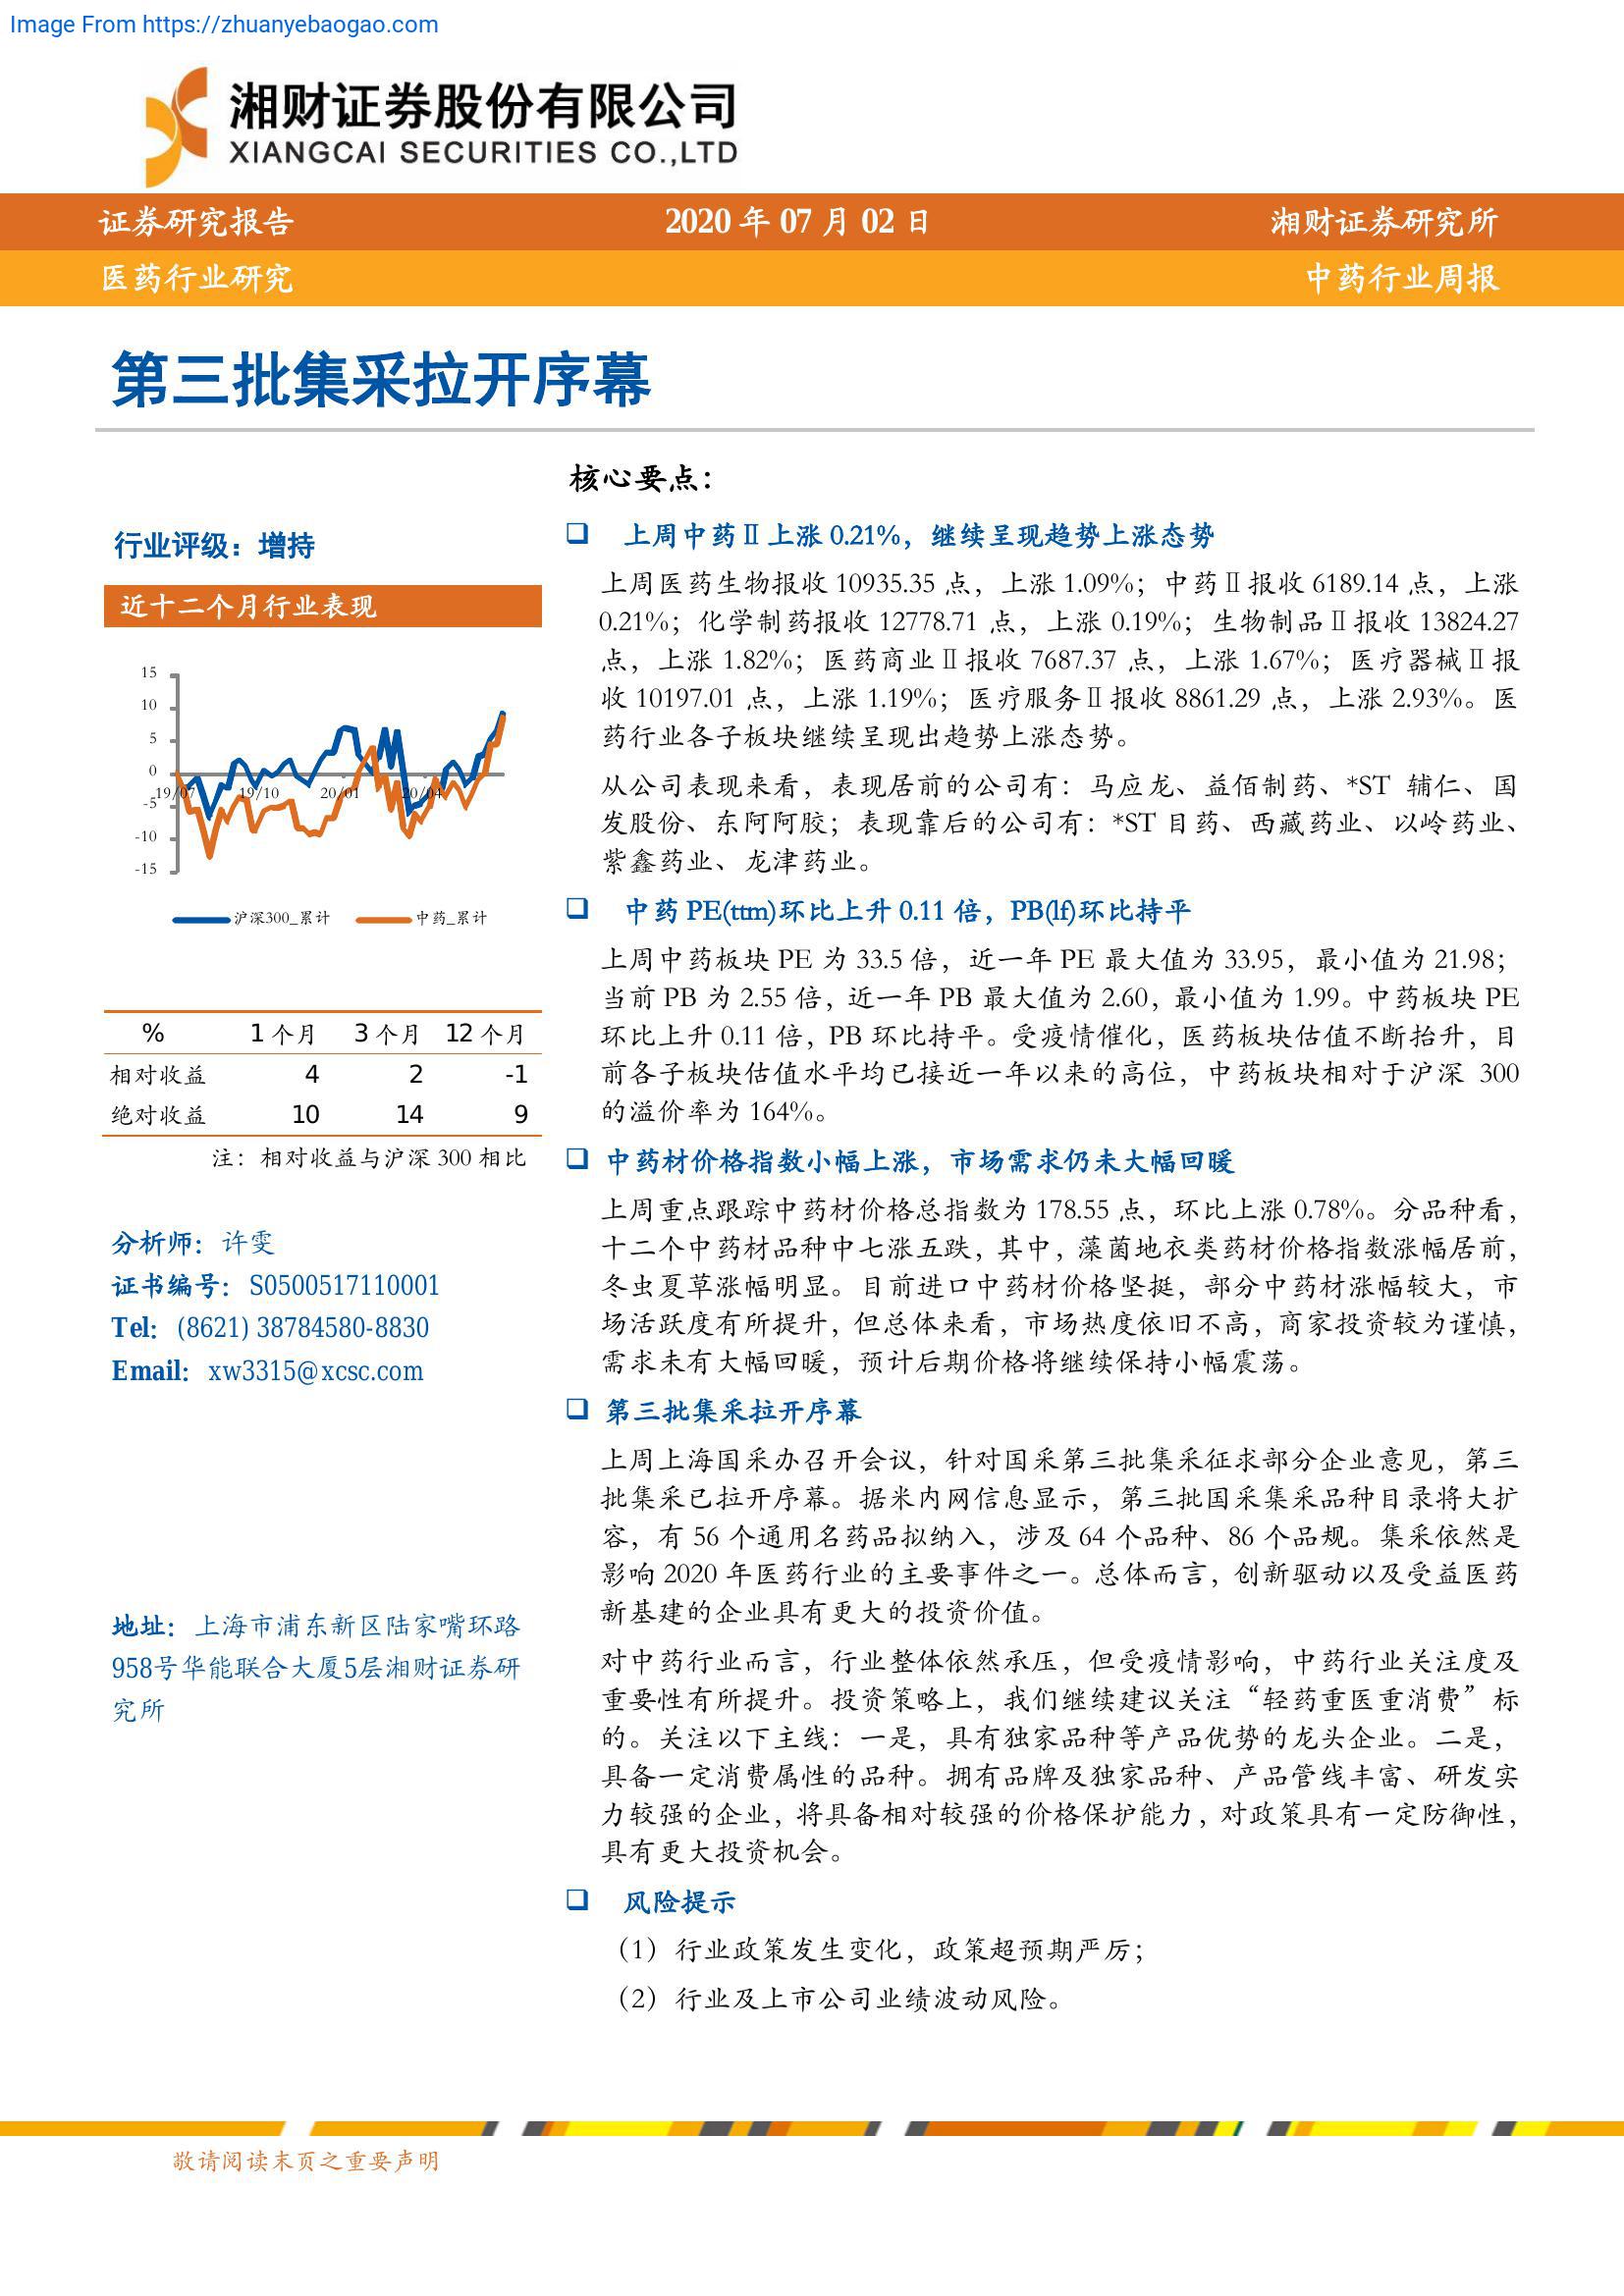 Image From https://zhuanyebaogao.com
湘财证券股份有限公司
XIANGCAI SECURITIES CO.,LTD
证券研究报告 2020 年 07 月 02 日 湘财证券研究所
医药行业研究 中药行业周报
第三批集采拉开序幕
行业评级：增持
近十二个月行业表现
15
10
5
0
-5
-10
-15
19/07 19/10 20/01 20/04
沪深300_累计 中药_累计
% 1 个月 3 个月 12 个月
相对收益 4 2 -1
绝对收益 10 14 9
注：相对收益与沪深 300 相比
分析师：许雯
证书编号：S0500517110001
Tel：(8621) 38784580-8830
Email：xw3315@xcsc.com
地址：上海市浦东新区陆家嘴环路
958号华能联合大厦5层湘财证券研
究所
核心要点：
❑ 上周中药Ⅱ上涨 0.21%，继续呈现趋势上涨态势
上周医药生物报收 10935.35 点，上涨 1.09%；中药Ⅱ报收 6189.14 点，上涨
0.21%；化学制药报收 12778.71 点，上涨 0.19%；生物制品Ⅱ报收 13824.27
点，上涨 1.82%；医药商业Ⅱ报收 7687.37 点，上涨 1.67%；医疗器械Ⅱ报
收 10197.01 点，上涨 1.19%；医疗服务Ⅱ报收 8861.29 点，上涨 2.93%。医
药行业各子板块继续呈现出趋势上涨态势。
从公司表现来看，表现居前的公司有：马应龙、益佰制药、*ST 辅仁、国
发股份、东阿阿胶；表现靠后的公司有：*ST 目药、西藏药业、以岭药业、
紫鑫药业、龙津药业。
❑ 中药 PE(ttm)环比上升 0.11 倍，PB(lf)环比持平
上周中药板块 PE 为 33.5 倍，近一年 PE 最大值为 33.95，最小值为 21.98；
当前 PB 为 2.55 倍，近一年 PB 最大值为 2.60，最小值为 1.99。中药板块 PE
环比上升 0.11 倍，PB 环比持平。受疫情催化，医药板块估值不断抬升，目
前各子板块估值水平均已接近一年以来的高位，中药板块相对于沪深 300
的溢价率为 164%。
❑ 中药材价格指数小幅上涨，市场需求仍未大幅回暖
上周重点跟踪中药材价格总指数为 178.55 点，环比上涨 0.78%。分品种看，
十二个中药材品种中七涨五跌，其中，藻菌地衣类药材价格指数涨幅居前，
冬虫夏草涨幅明显。目前进口中药材价格坚挺，部分中药材涨幅较大，市
场活跃度有所提升，但总体来看，市场热度依旧不高，商家投资较为谨慎，
需求未有大幅回暖，预计后期价格将继续保持小幅震荡。
❑ 第三批集采拉开序幕
上周上海国采办召开会议，针对国采第三批集采征求部分企业意见，第三
批集采已拉开序幕。据米内网信息显示，第三批国采集采品种目录将大扩
容，有 56 个通用名药品拟纳入，涉及 64 个品种、86 个品规。集采依然是
影响 2020 年医药行业的主要事件之一。总体而言，创新驱动以及受益医药
新基建的企业具有更大的投资价值。
对中药行业而言，行业整体依然承压，但受疫情影响，中药行业关注度及
重要性有所提升。投资策略上，我们继续建议关注“轻药重医重消费”标
的。关注以下主线：一是，具有独家品种等产品优势的龙头企业。二是，
具备一定消费属性的品种。拥有品牌及独家品种、产品管线丰富、研发实
力较强的企业，将具备相对较强的价格保护能力，对政策具有一定防御性，
具有更大投资机会。
❑ 风险提示
（1）行业政策发生变化，政策超预期严厉；
（2）行业及上市公司业绩波动风险。
敬请阅读末页之重要声明